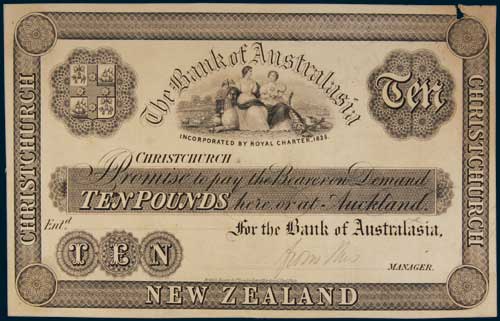 The Bank of Australasia
Ten
INCORPORATED BY ROYAL CHARTER, 1835.
CHRISTCHURCH
CHRISTCHURCH
CHRISTCHURCH
Promise to pay the Bearer on Demand
TEN POUNDS here, or at Auckland.
Ent.d
For the Bank of Australasia,
TEN
MANAGER.
NEW ZEALAND